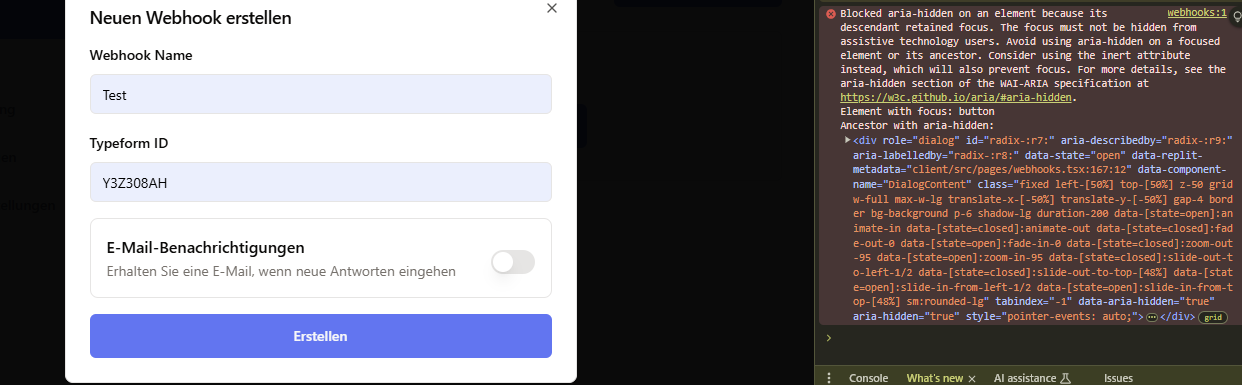 Neuen Webhook erstellen
Webhook Name
Test
Typeform ID
Y3Z308AH
E-Mail-Benachrichtigungen
Erhalten Sie eine E-Mail, wenn neue Antworten eingehen
Erstellen
Blocked aria-hidden on an element because its webhooks:1
descendant retained focus. The focus must not be hidden from
assistive technology users. Avoid using aria-hidden on a focused
element or its ancestor. Consider using the inert attribute
instead, which will also prevent focus. For more details, see the
aria-hidden section of the WAI-ARIA specification at
https://w3c.github.io/aria/#aria-hidden.
Element with focus: button
Ancestor with aria-hidden:
<div role="dialog" id="radix-:r7:" aria-describedby="radix-:r9:"
aria-labelledby="radix-:r8:" data-state="open" data-replit-
metadata="client/src/pages/webhooks.tsx:167:12" data-component-
name="DialogContent" class="fixed left-[50%] top-[50%] z-50 grid
w-full max-w-lg translate-x-[-50%] translate-y-[-50%] gap-4 bor
der bg-background p-6 shadow-lg duration-200 data-[state=open]:an
imate-in data-[state=closed]:animate-out data-[state=closed]:fad
e-out-0 data-[state=open]:fade-in-0 data-[state=closed]:zoom-out
-95 data-[state=open]:zoom-in-95 data-[state=closed]:slide-out-t
o-left-1/2 data-[state=closed]:slide-out-to-top-[48%] data-[stat
e=open]:slide-in-from-left-1/2 data-[state=open]:slide-in-from-t
op-[48%] sm:rounded-lg" tabindex="-1" data-aria-hidden="true"
aria-hidden="true" style="pointer-events: auto;">…</div> grid
Console What's new AI assistance Issues